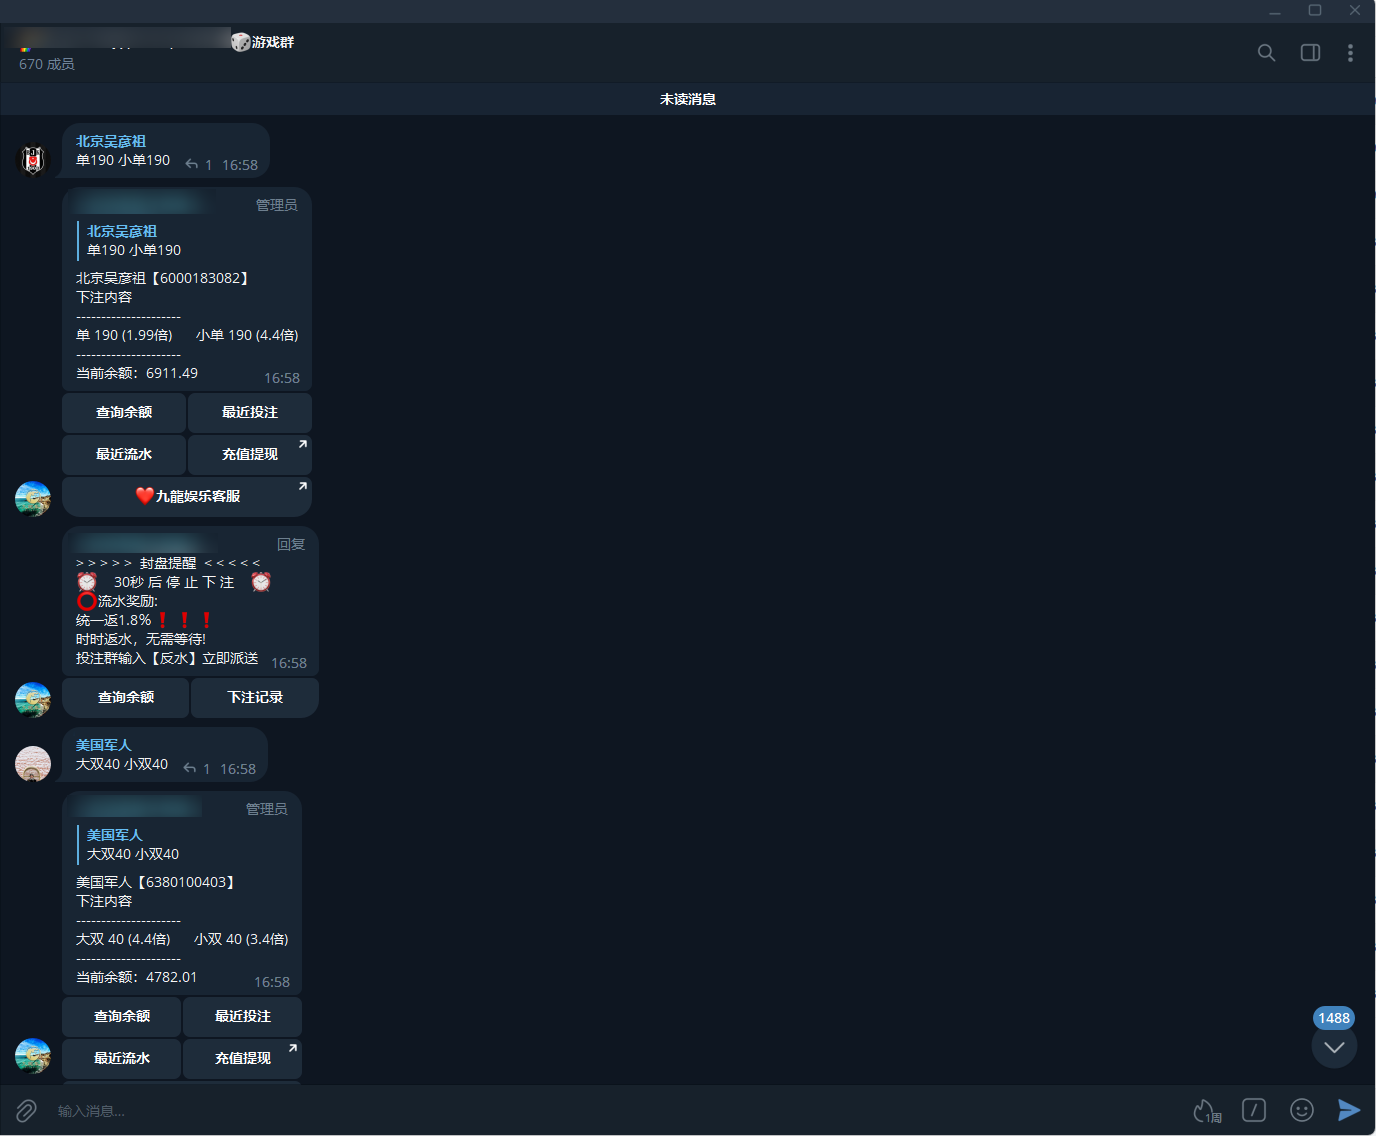 游戏群
670 成员
未读消息
北京吴彦祖
单190 小单190 1 16:58
管理员
北京吴彦祖
单190 小单190
北京吴彦祖【6000183082】
下注内容
---------------------
单 190 (1.99倍) 小单 190 (4.4倍)
---------------------
当前余额：6911.49 16:58
查询余额 最近投注
最近流水 充值提现
❤️九龍娱乐客服
回复
>>>>> 封盘提醒 <<<<<
⏰ 30秒 后 停 止 下 注 ⏰
⭕流水奖励:
统一返1.8%❗❗❗
时时返水，无需等待!
投注群输入【反水】立即派送 16:58
查询余额 下注记录
美国军人
大双40 小双40 1 16:58
管理员
美国军人
大双40 小双40
美国军人【6380100403】
下注内容
---------------------
大双 40 (4.4倍) 小双 40 (3.4倍)
---------------------
当前余额：4782.01 16:58
查询余额 最近投注
1488
最近流水 充值提现
输入消息...
1周